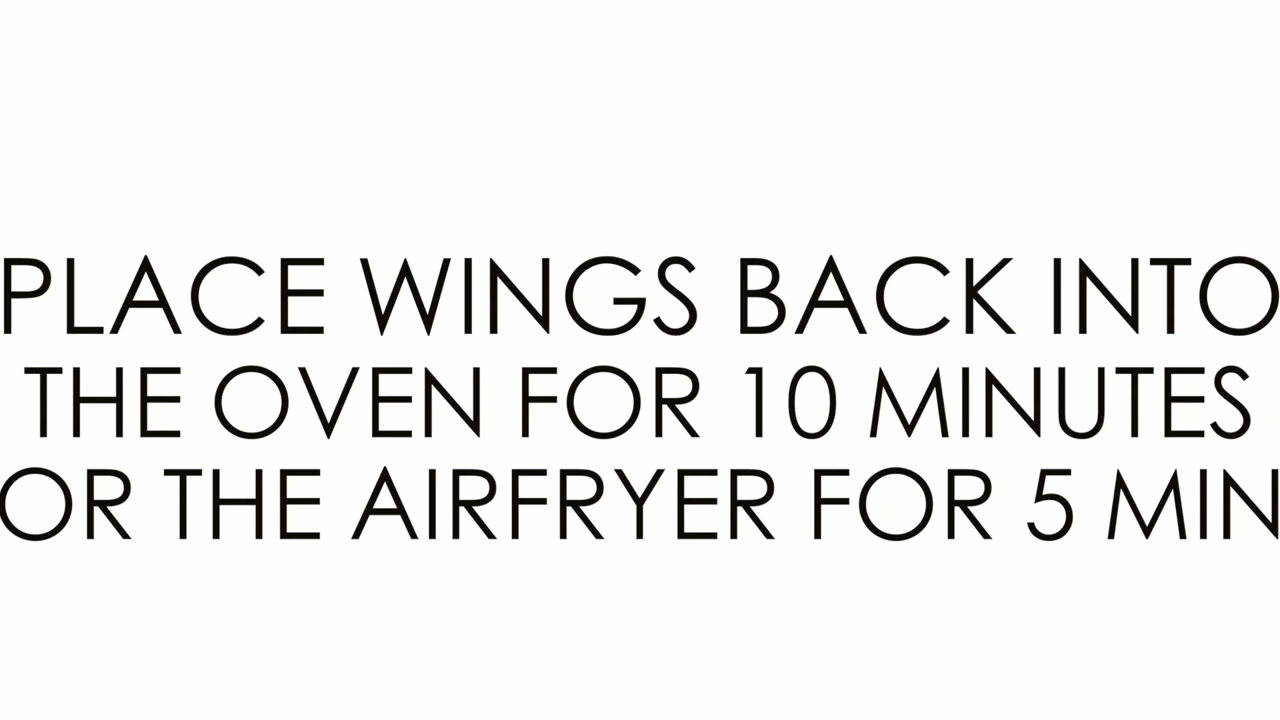 PLACE WINGS BACK INTO
THE OVEN FOR 10 MINUTES
OR THE AIRFRYER FOR 5 MIN